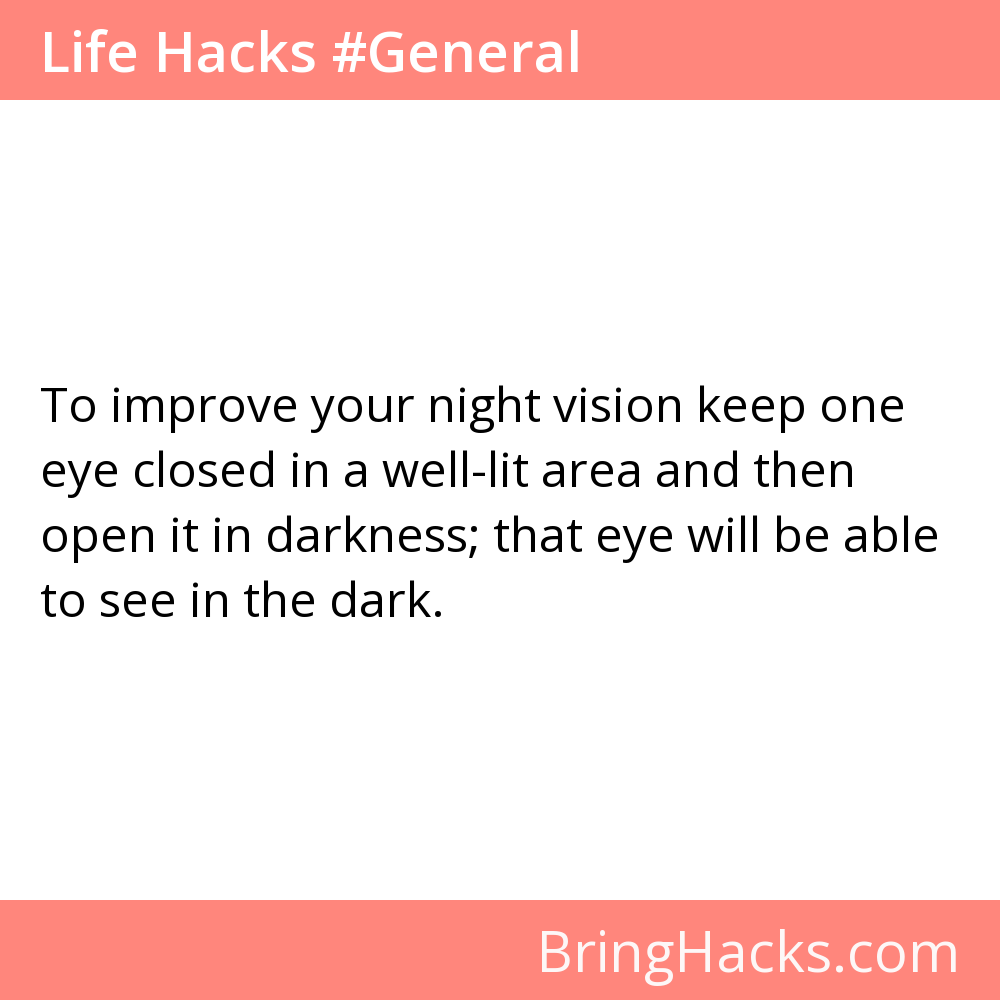 Life Hacks #General
To improve your night vision keep one
eye closed in a well-lit area and then
open it in darkness; that eye will be able
to see in the dark.
BringHacks.com